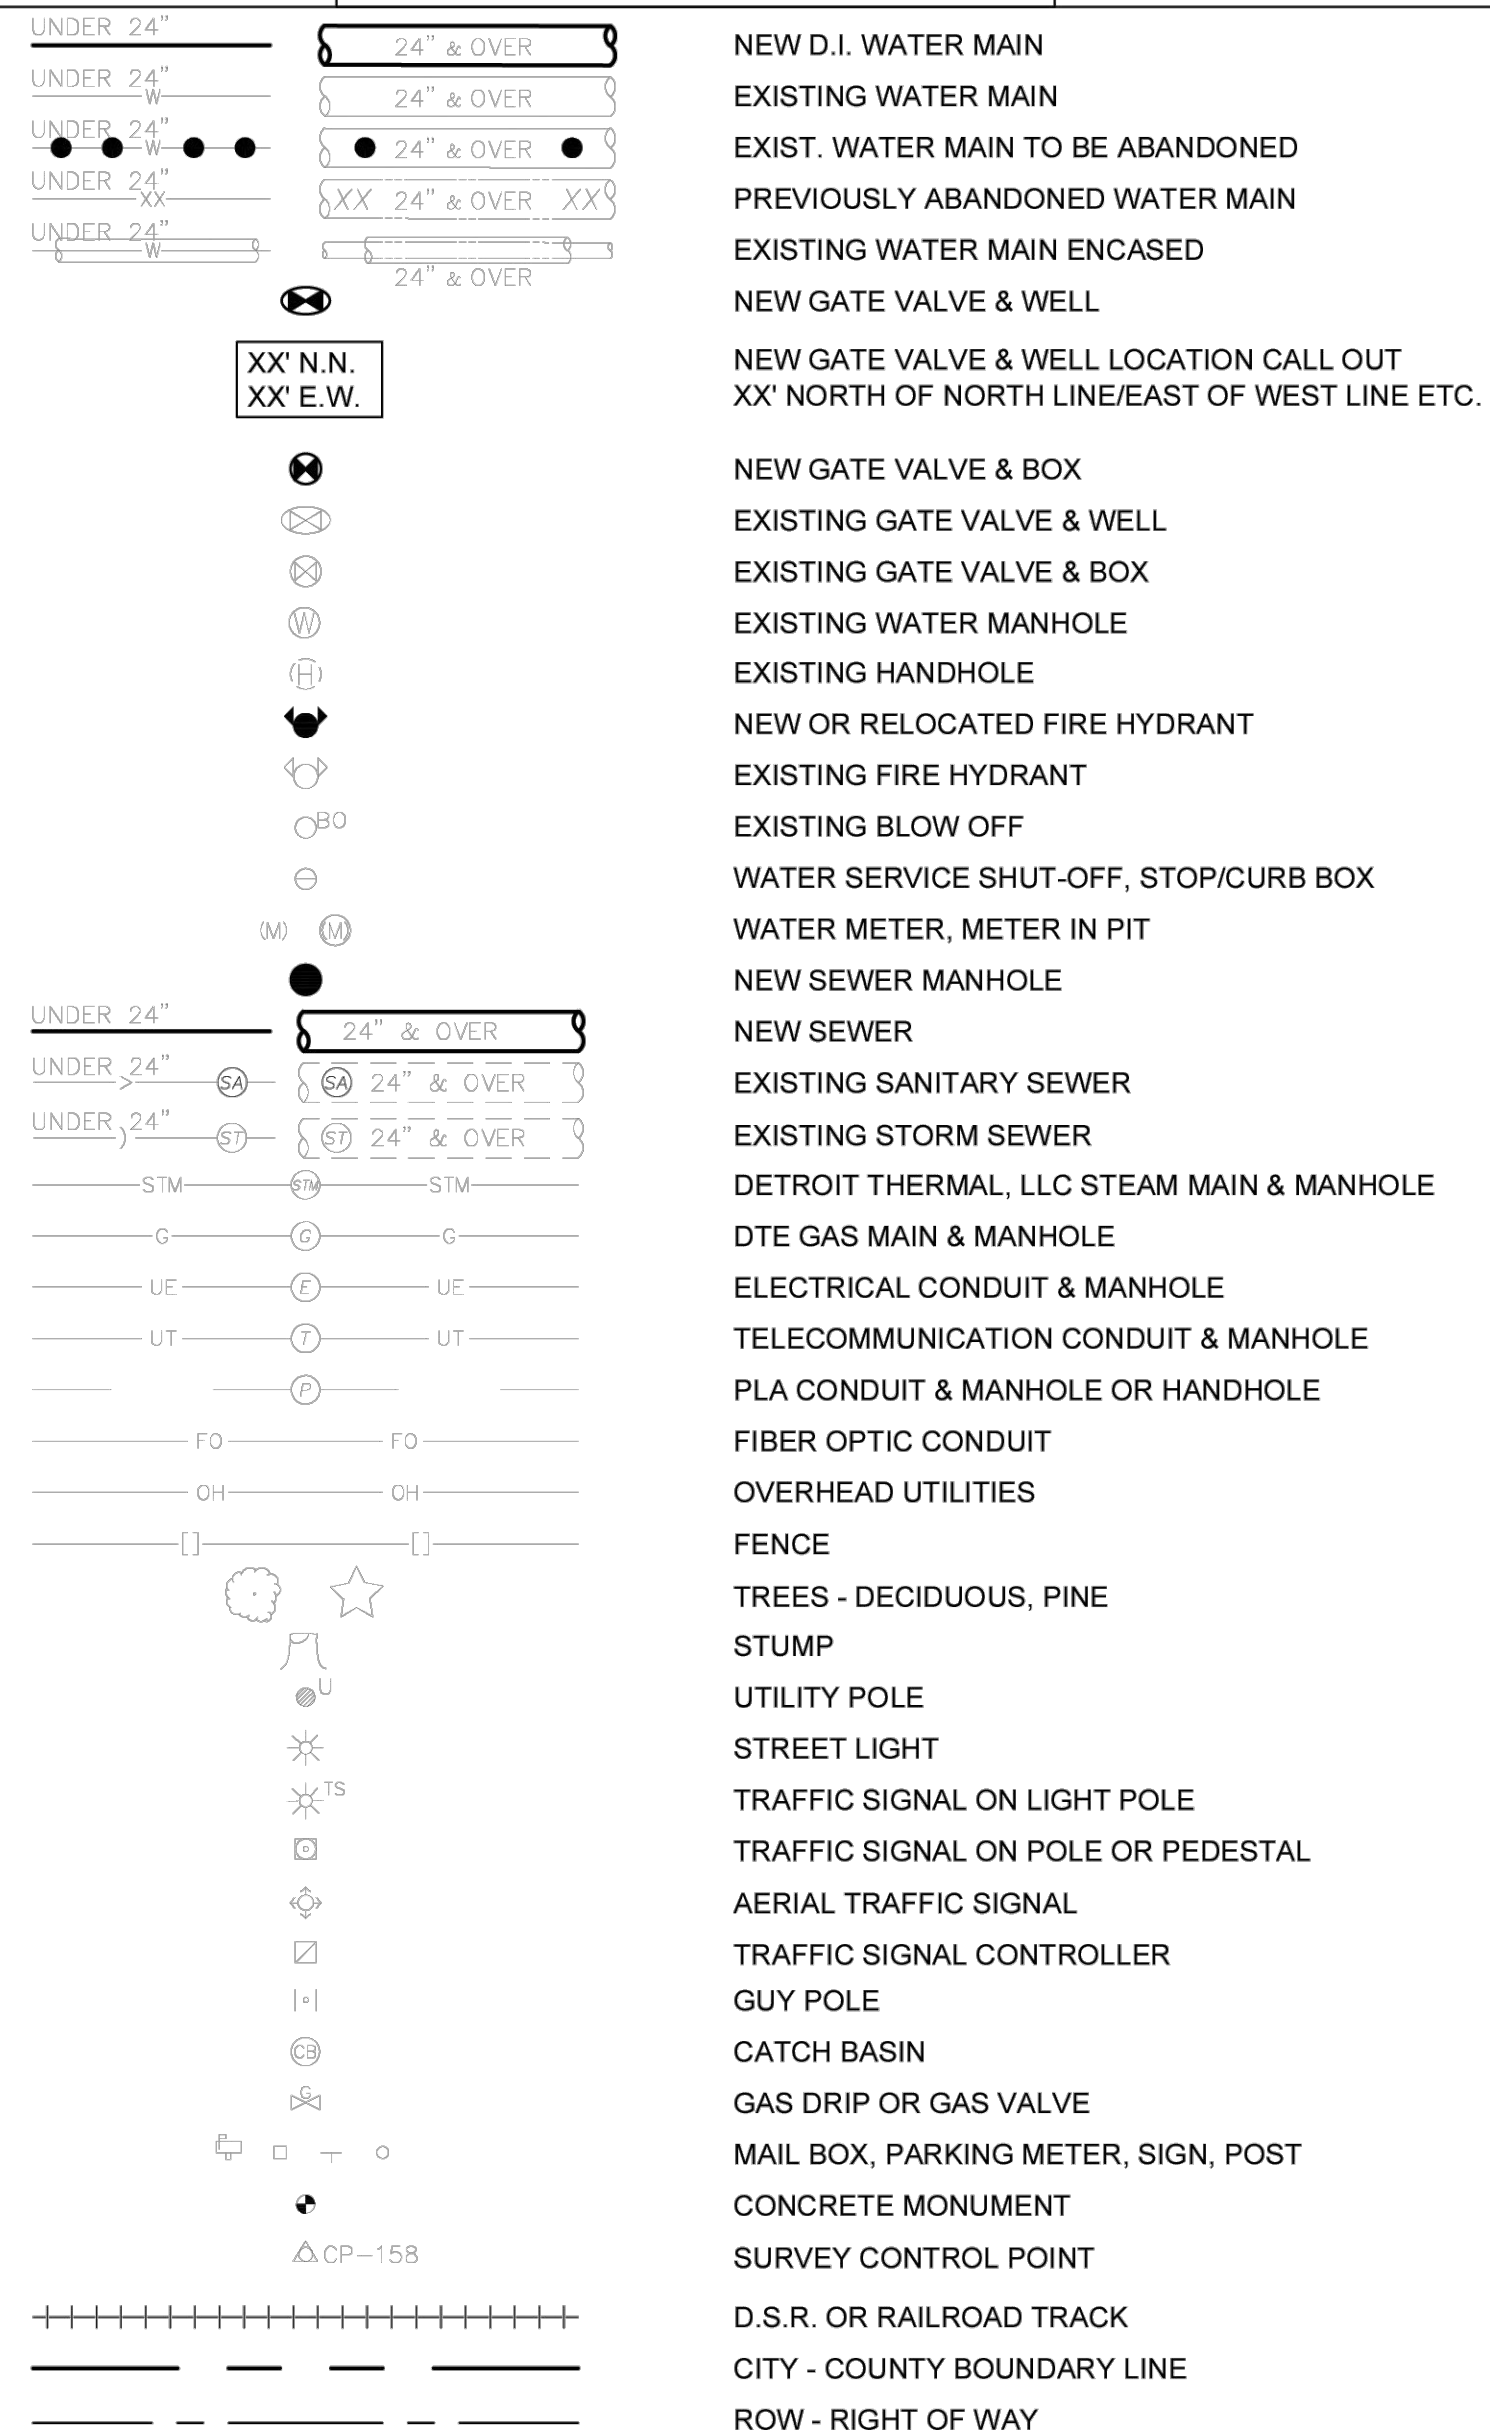 UNDER 24" 24" & OVER NEW D.I. WATER MAIN
UNDER 24" W 24" & OVER EXISTING WATER MAIN
UNDER 24" W 24" & OVER EXIST. WATER MAIN TO BE ABANDONED
UNDER 24" XX XX 24" & OVER XX PREVIOUSLY ABANDONED WATER MAIN
UNDER 24" W 24" & OVER EXISTING WATER MAIN ENCASED
NEW GATE VALVE & WELL
XX' N.N. NEW GATE VALVE & WELL LOCATION CALL OUT
XX' E.W. XX' NORTH OF NORTH LINE/EAST OF WEST LINE ETC.
NEW GATE VALVE & BOX
EXISTING GATE VALVE & WELL
EXISTING GATE VALVE & BOX
W EXISTING WATER MANHOLE
(H) EXISTING HANDHOLE
NEW OR RELOCATED FIRE HYDRANT
EXISTING FIRE HYDRANT
BO EXISTING BLOW OFF
WATER SERVICE SHUT-OFF, STOP/CURB BOX
(M) (M) WATER METER, METER IN PIT
NEW SEWER MANHOLE
UNDER 24" 24" & OVER NEW SEWER
UNDER 24" > SA SA 24" & OVER EXISTING SANITARY SEWER
UNDER 24" ) ST ST 24" & OVER EXISTING STORM SEWER
STM STM STM DETROIT THERMAL, LLC STEAM MAIN & MANHOLE
G G G DTE GAS MAIN & MANHOLE
UE E UE ELECTRICAL CONDUIT & MANHOLE
UT T UT TELECOMMUNICATION CONDUIT & MANHOLE
P PLA CONDUIT & MANHOLE OR HANDHOLE
FO FO FIBER OPTIC CONDUIT
OH OH OVERHEAD UTILITIES
[] [] FENCE
TREES - DECIDUOUS, PINE
STUMP
U UTILITY POLE
STREET LIGHT
TS TRAFFIC SIGNAL ON LIGHT POLE
TRAFFIC SIGNAL ON POLE OR PEDESTAL
AERIAL TRAFFIC SIGNAL
TRAFFIC SIGNAL CONTROLLER
GUY POLE
CB CATCH BASIN
G GAS DRIP OR GAS VALVE
MAIL BOX, PARKING METER, SIGN, POST
CONCRETE MONUMENT
CP-158 SURVEY CONTROL POINT
D.S.R. OR RAILROAD TRACK
CITY - COUNTY BOUNDARY LINE
ROW - RIGHT OF WAY